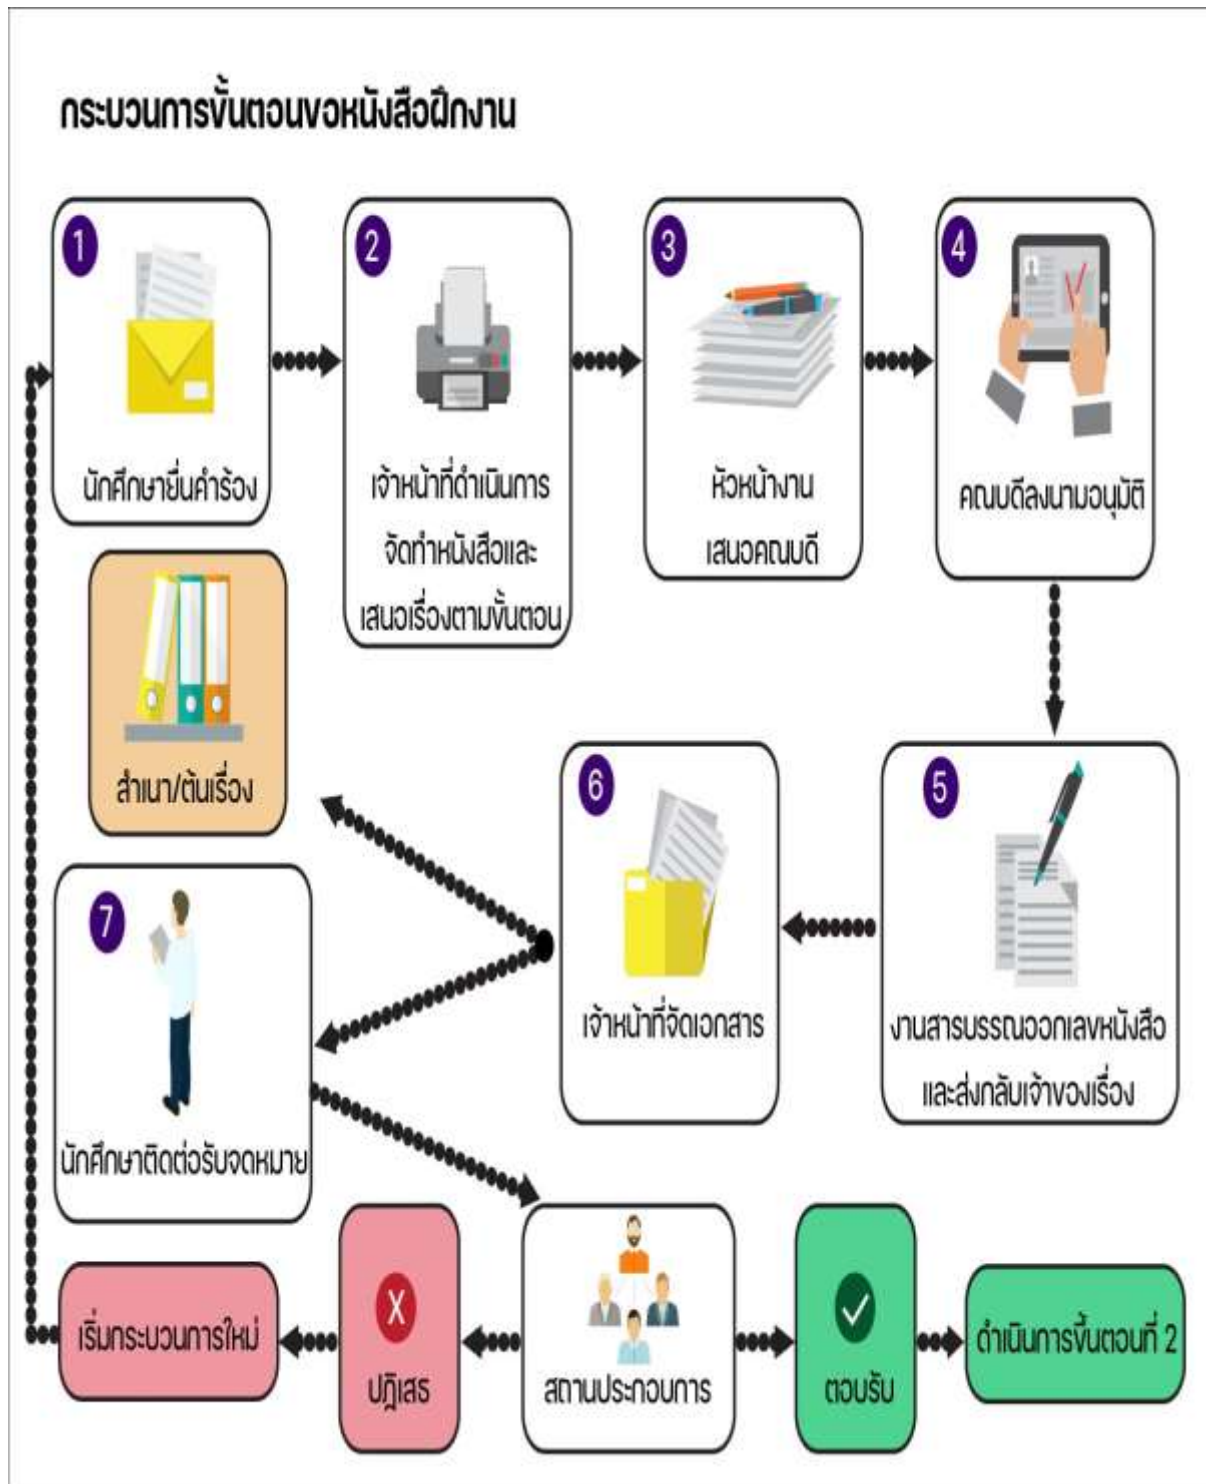 กระบวนการขั้นตอนขอหนังสือฝึกงาน
1
นักศึกษายื่นคำร้อง
2
เจ้าหน้าที่ดำเนินการ
จัดทำหนังสือและ
เสนอเรื่องตามขั้นตอน
3
หัวหน้างาน
เสนอคณบดี
4
คณบดีลงนามอนุมัติ
5
งานสารบรรณออกเลขหนังสือ
และส่งกลับเจ้าของเรื่อง
6
เจ้าหน้าที่จัดเอกสาร
สำเนา/ต้นเรื่อง
7
นักศึกษาติดต่อรับจดหมาย
สถานประกอบการ
X
ปฎิเสธ
เริ่มกระบวนการใหม่
ตอบรับ
ดำเนินการขึ้นตอนที่ 2